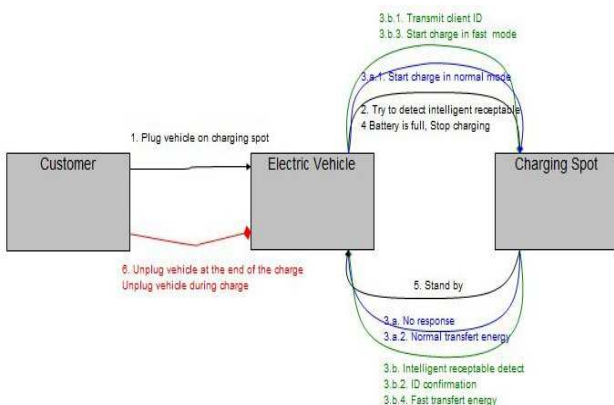 3.b.1. Transmit client ID
3.b.3. Start charge in fast mode
3.a.1. Start charge in normal mode
2. Try to detect intelligent receptable
4 Battery is full, Stop charging
1. Plug vehicle on charging spot
Customer
Electric Vehicle
Charging Spot
6. Unplug vehicle at the end of the charge
Unplug vehicle during charge
5. Stand by
3.a. No response
3.a.2. Normal transfert energy
3.b. Intelligent receptable detect
3.b.2. ID confirmation
3.b.4. Fast transfert energy